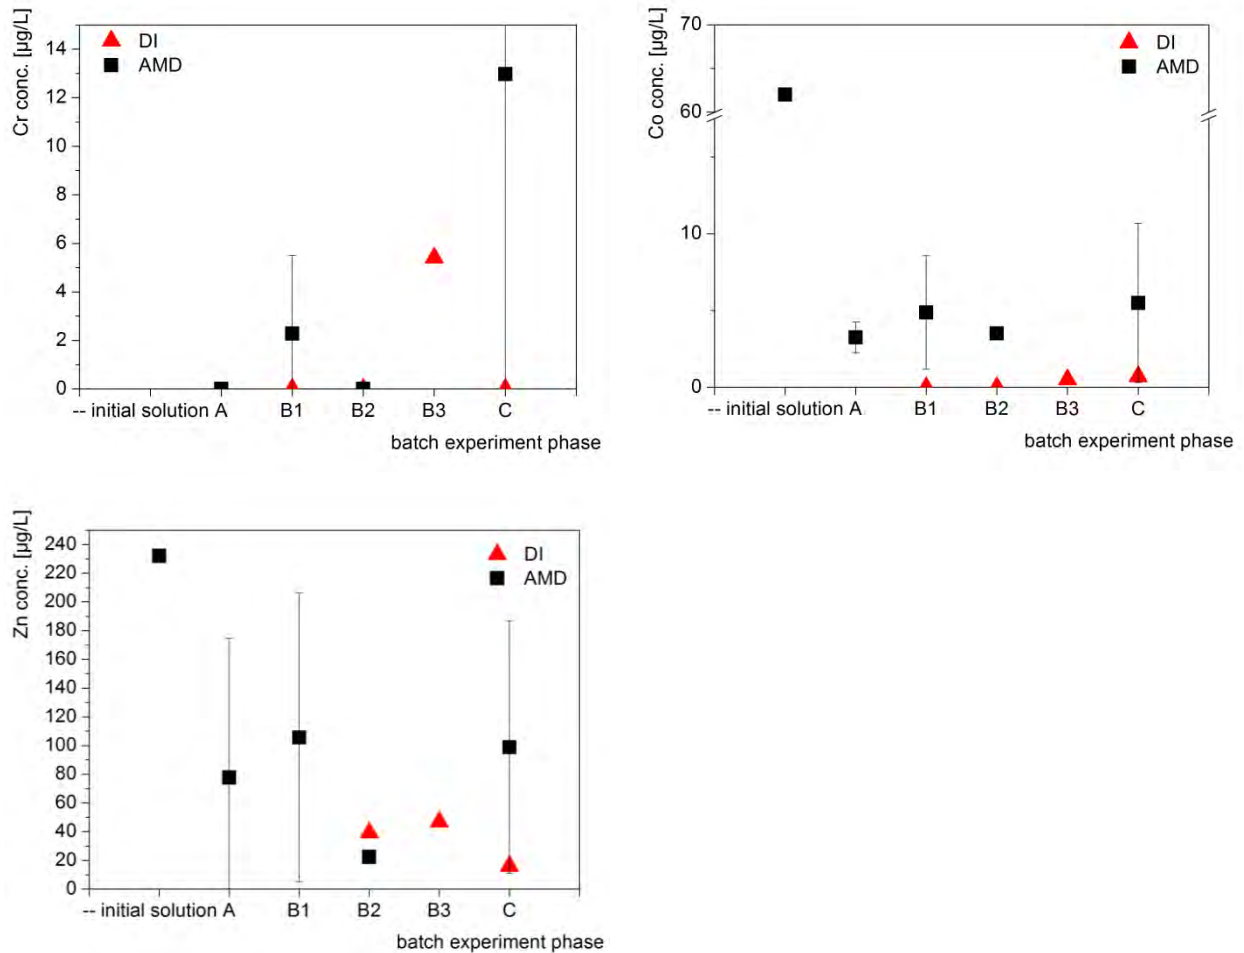 Cr conc. [µg/L]
14
12
10
8
6
4
2
0
DI
AMD
-- initial solution A B1 B2 B3 C
batch experiment phase
Co conc. [µg/L]
70
60
10
0
DI
AMD
-- initial solution A B1 B2 B3 C
batch experiment phase
Zn conc. [µg/L]
240
220
200
180
160
140
120
100
80
60
40
20
0
DI
AMD
-- initial solution A B1 B2 B3 C
batch experiment phase